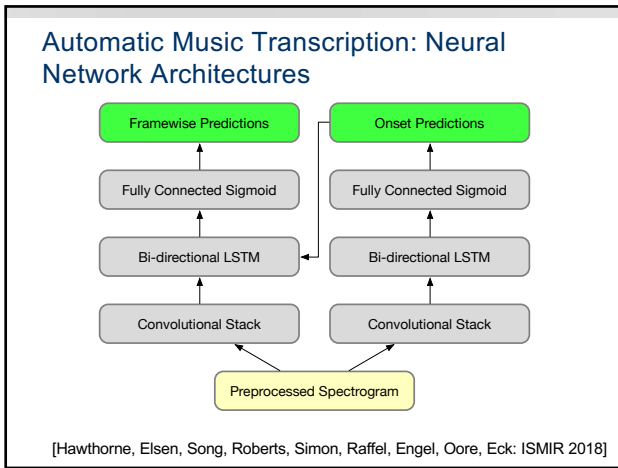 Automatic Music Transcription: Neural
Network Architectures
Framewise Predictions
Onset Predictions
Fully Connected Sigmoid
Fully Connected Sigmoid
Bi-directional LSTM
Bi-directional LSTM
Convolutional Stack
Convolutional Stack
Preprocessed Spectrogram
[Hawthorne, Elsen, Song, Roberts, Simon, Raffel, Engel, Oore, Eck: ISMIR 2018]